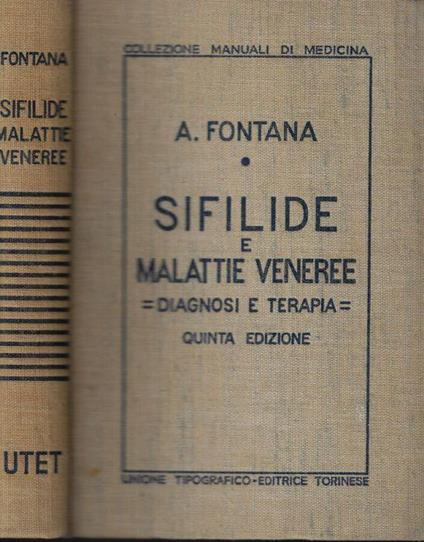 FONTANA
SIFILIDE
MALATTIE
VENEREE
UTET
COLLEZIONE MANUALI DI MEDICINA
A. FONTANA
•
SIFILIDE
E
MALATTIE VENEREE
=DIAGNOSI E TERAPIA=
QUINTA EDIZIONE
UNIONE TIPOGRAFICO-EDITRICE TORINESE